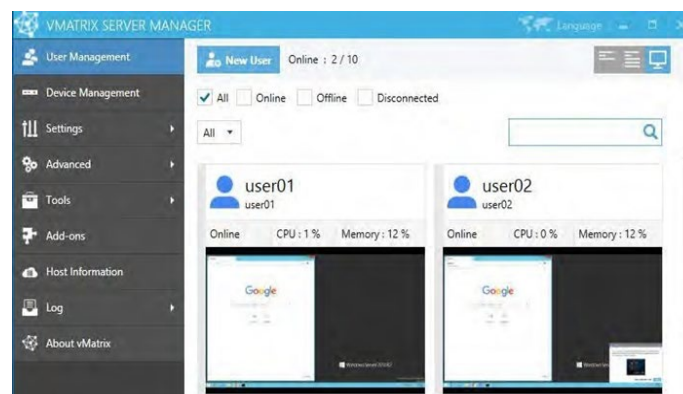 VMATRIX SERVER MANAGER
Language
User Management
Device Management
Settings
Advanced
Tools
Add-ons
Host Information
Log
About vMatrix
New User
Online : 2 / 10
All Online Offline Disconnected
All
user01
user01
Online CPU : 1 % Memory : 12 %
Google
user02
user02
Online CPU : 0 % Memory : 12 %
Google